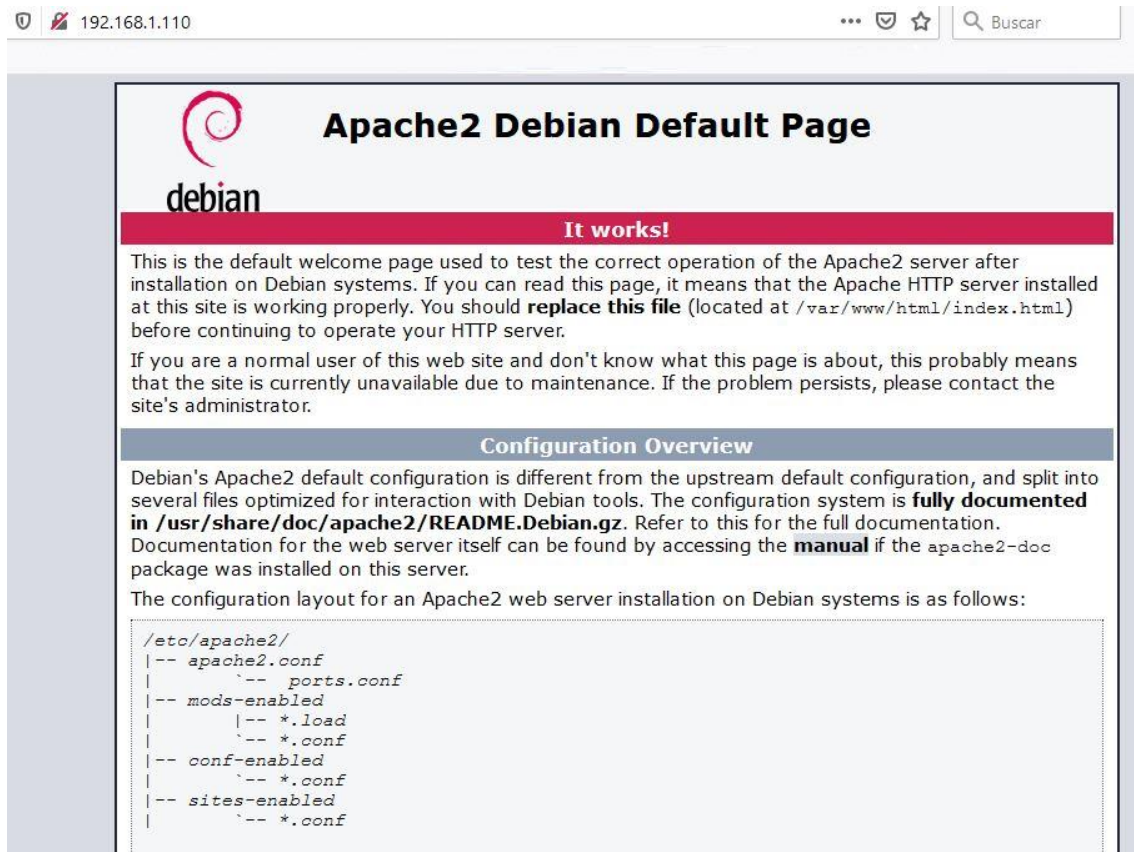 192.168.1.110
Buscar
debian
Apache2 Debian Default Page
It works!
This is the default welcome page used to test the correct operation of the Apache2 server after
installation on Debian systems. If you can read this page, it means that the Apache HTTP server installed
at this site is working properly. You should replace this file (located at /var/www/html/index.html)
before continuing to operate your HTTP server.
If you are a normal user of this web site and don't know what this page is about, this probably means
that the site is currently unavailable due to maintenance. If the problem persists, please contact the
site's administrator.
Configuration Overview
Debian's Apache2 default configuration is different from the upstream default configuration, and split into
several files optimized for interaction with Debian tools. The configuration system is fully documented
in /usr/share/doc/apache2/README.Debian.gz. Refer to this for the full documentation.
Documentation for the web server itself can be found by accessing the manual if the apache2-doc
package was installed on this server.
The configuration layout for an Apache2 web server installation on Debian systems is as follows:
/etc/apache2/
|-- apache2.conf
|       `--  ports.conf
|-- mods-enabled
|       |-- *.load
|       `-- *.conf
|-- conf-enabled
|       `-- *.conf
|-- sites-enabled
|       `-- *.conf